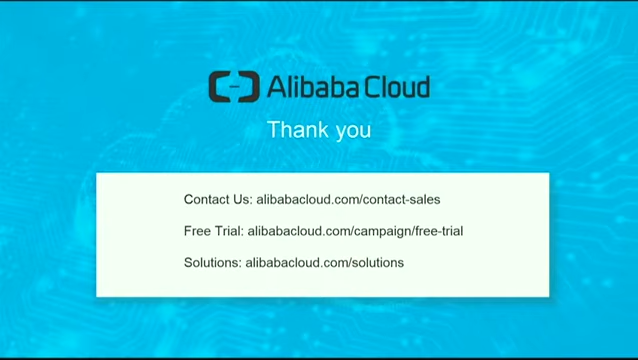 Alibaba Cloud
Thank you
Contact Us: alibabacloud.com/contact-sales
Free Trial: alibabacloud.com/campaign/free-trial
Solutions: alibabacloud.com/solutions